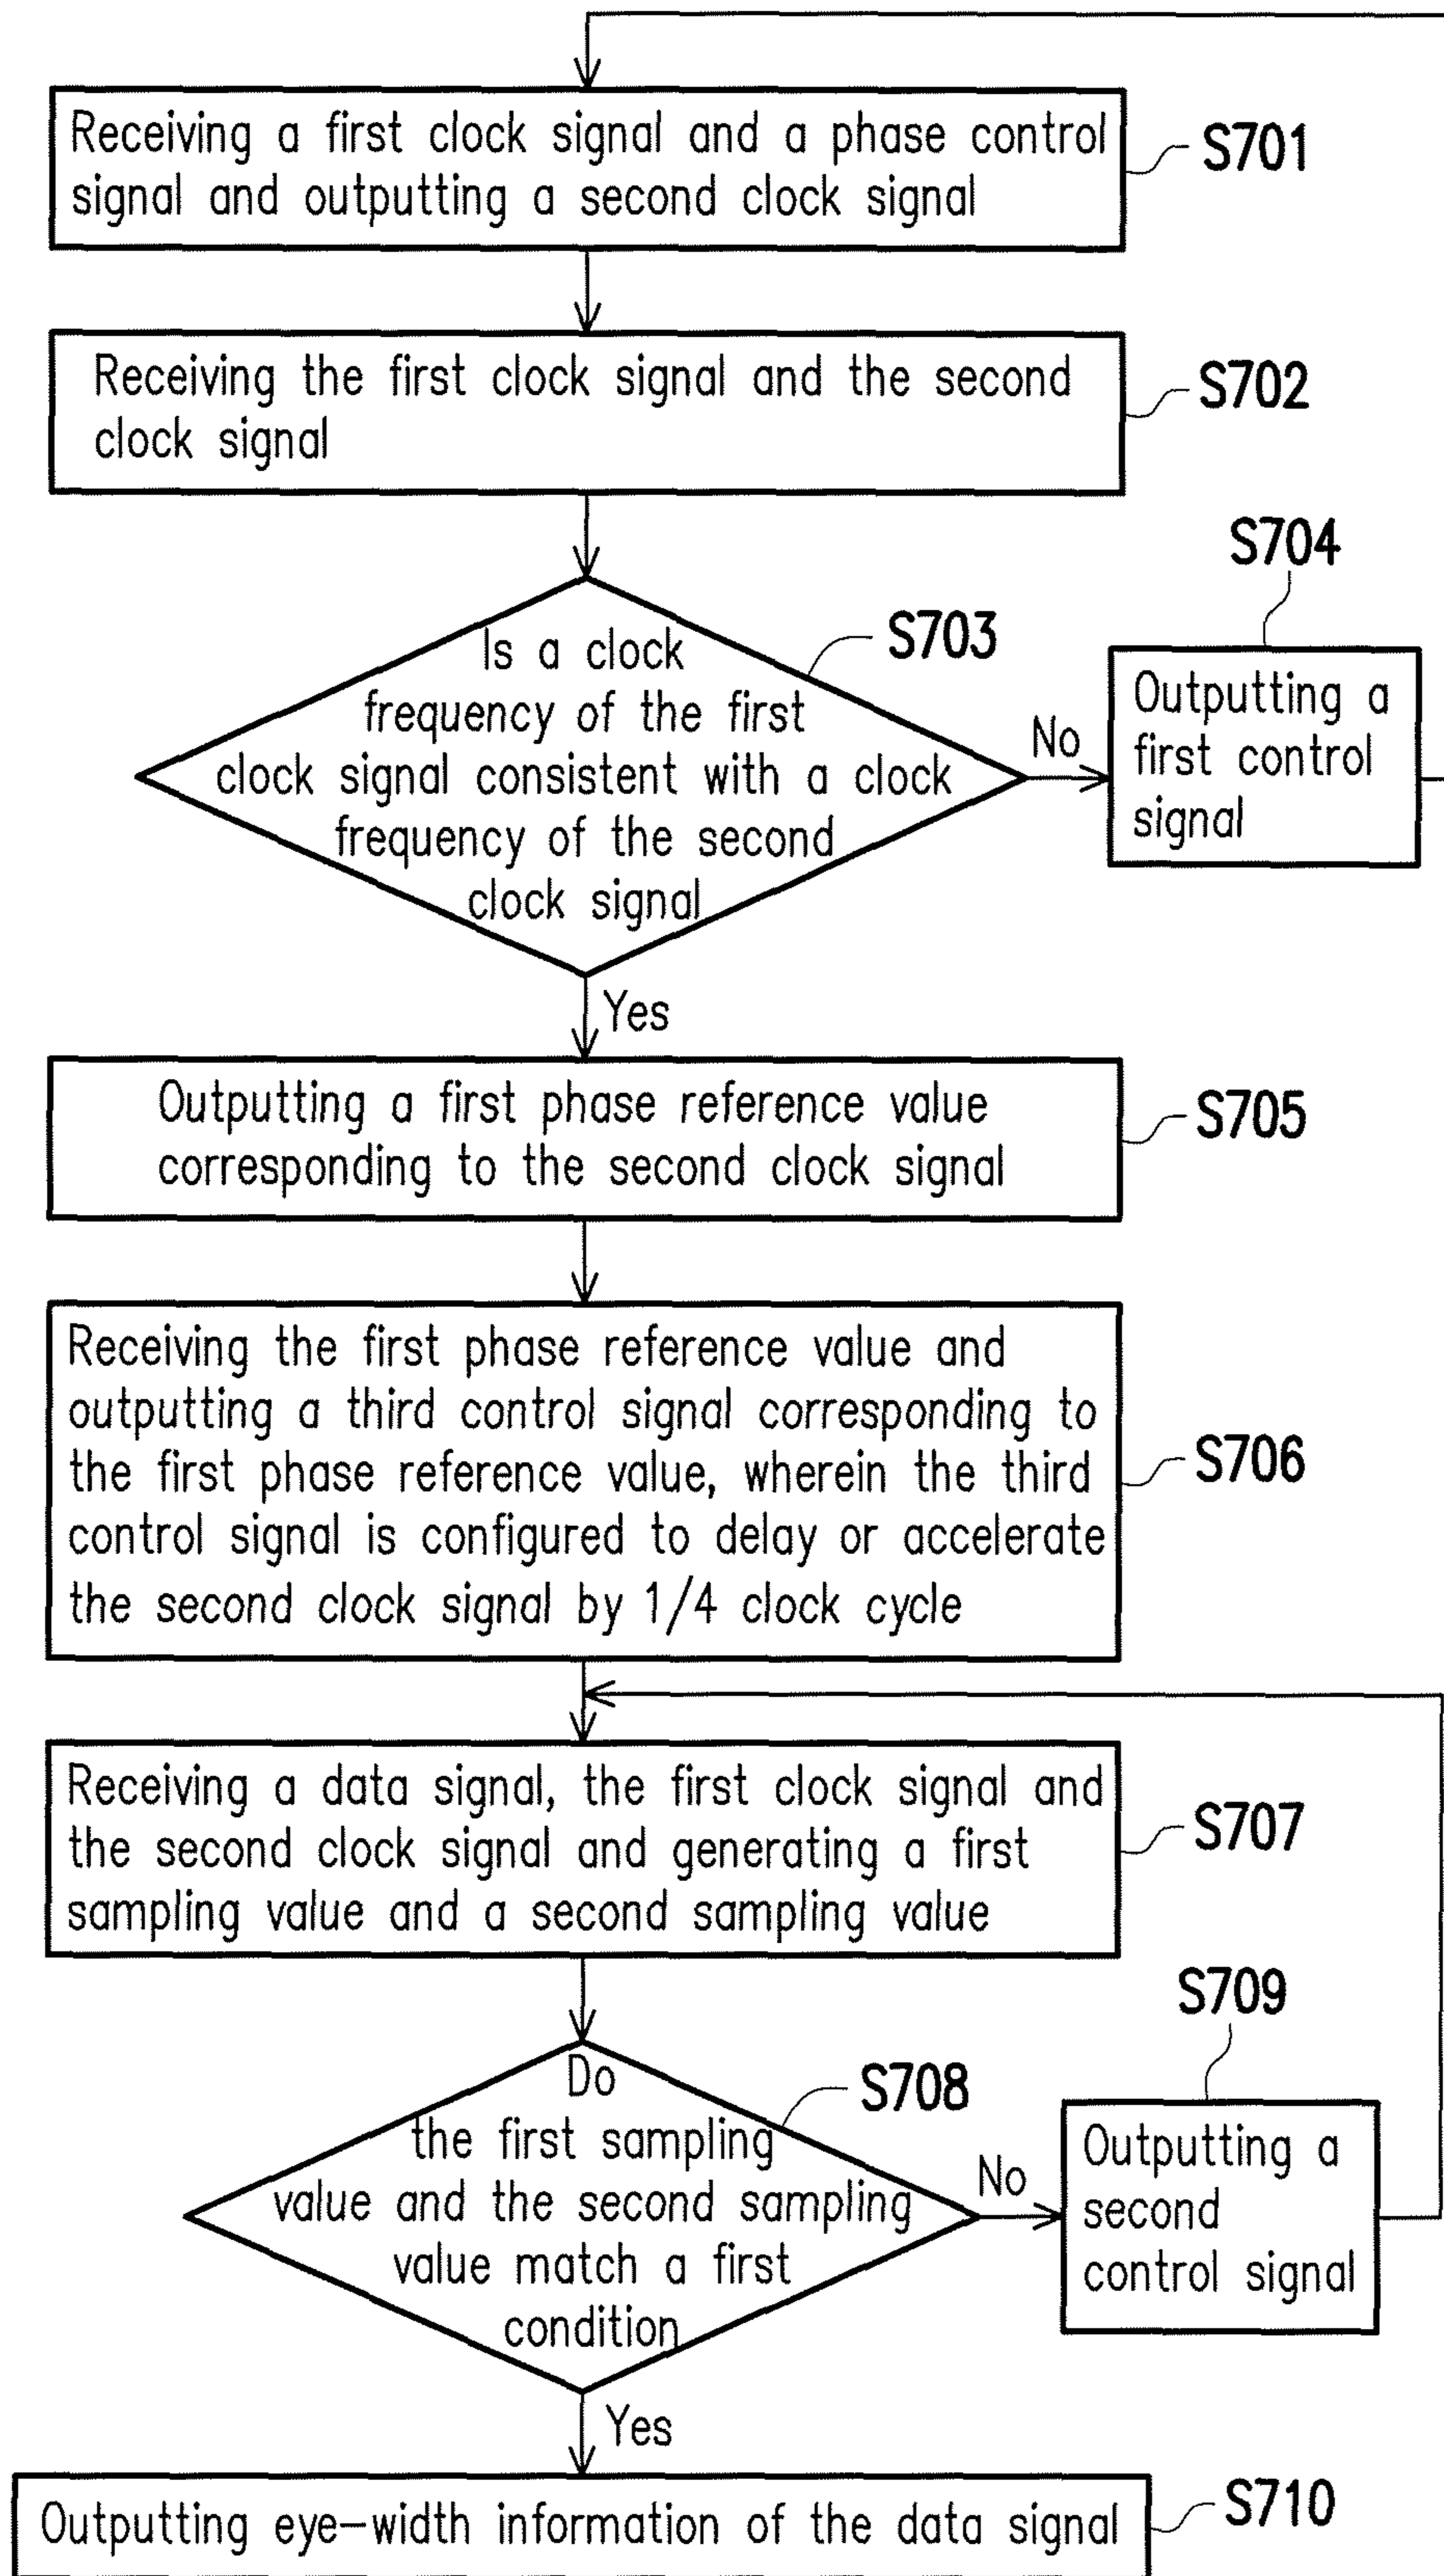 Receiving a first clock signal and a phase control
signal and outputting a second clock signal
S701
Receiving the first clock signal and the second
clock signal
S702
Is a clock
frequency of the first
clock signal consistent with a clock
frequency of the second
clock signal
S703
No
S704
Outputting a
first control
signal
Yes
Outputting a first phase reference value
corresponding to the second clock signal
S705
Receiving the first phase reference value and
outputting a third control signal corresponding to
the first phase reference value, wherein the third
control signal is configured to delay or accelerate
the second clock signal by 1/4 clock cycle
S706
Receiving a data signal, the first clock signal and
the second clock signal and generating a first
sampling value and a second sampling value
S707
Do
the first sampling
value and the second sampling
value match a first
condition
S708
No
S709
Outputting a
second
control signal
Yes
Outputting eye-width information of the data signal
S710